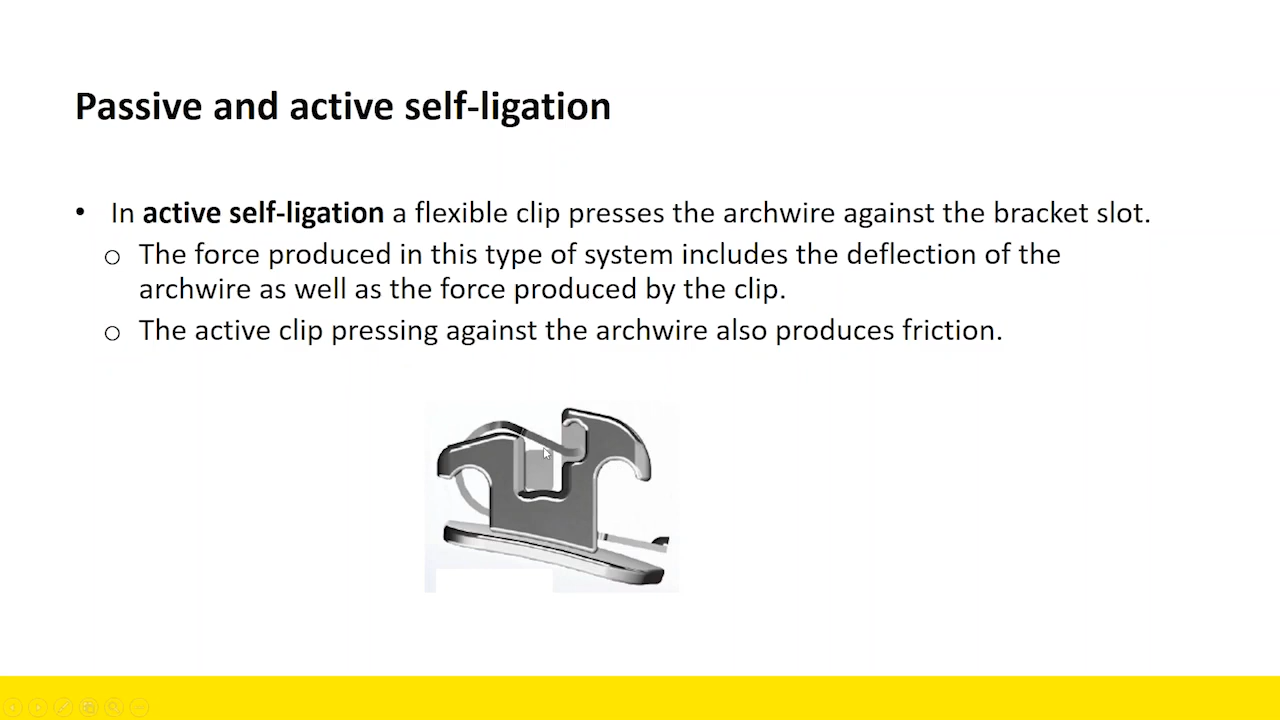 Passive and active self-ligation
• In active self-ligation a flexible clip presses the archwire against the bracket slot.
o The force produced in this type of system includes the deflection of the
archwire as well as the force produced by the clip.
o The active clip pressing against the archwire also produces friction.